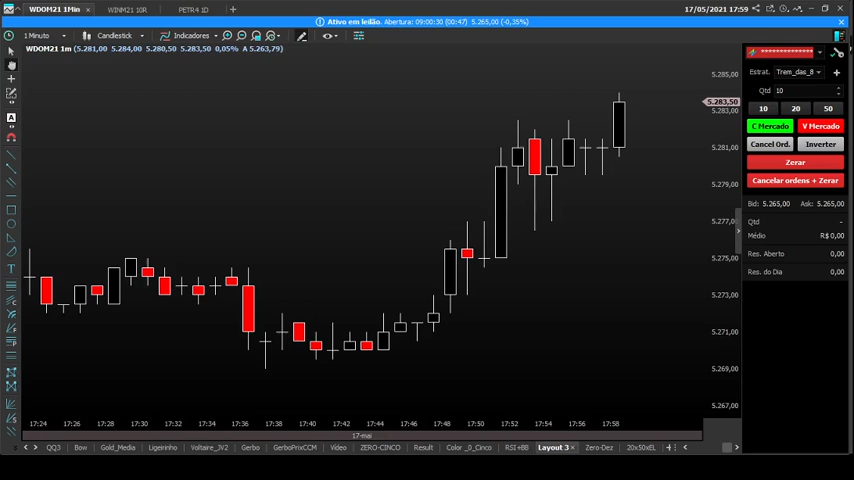 WDOM21 1Min
WINM21 10R
PETR4 1D
17/05/2021 17:59
Ativo em leilão. Abertura: 09:00:30 (00:47) 5.265,00 (-0,35%)
1 Minuto
Candlestick
Indicadores
WDOM21 1m (5.281,00 5.284,00 5.280,50 5.283,50 0,05% A 5.263,79)
**************
Estrat. Trem_das_8
Qtd 10
10 20 50
C Mercado V Mercado
Cancel Ord. Inverter
Zerar
Cancelar ordens + Zerar
Bid: 5.265,00 Ask: 5.265,00
Qtd -
Médio R$ 0,00
Res. Aberto 0,00
Res. do Dia 0,00
5.285,00
5.283,50
5.283,00
5.281,00
5.279,00
5.277,00
5.275,00
5.273,00
5.271,00
5.269,00
5.267,00
17:24 17:26 17:28 17:30 17:32 17:34 17:36 17:38 17:40 17:42 17:44 17:46 17:48 17:50 17:52 17:54 17:56 17:58
17-mai
QQ3 Bow Gold_Media Ligeirinho Voltaire_JV2 Gerbo GerboPrixCCM Vídeo ZERO-CINCO Result Color _0_Cinco RSI+BB Layout 3 Zero-Dez 20x50xEL